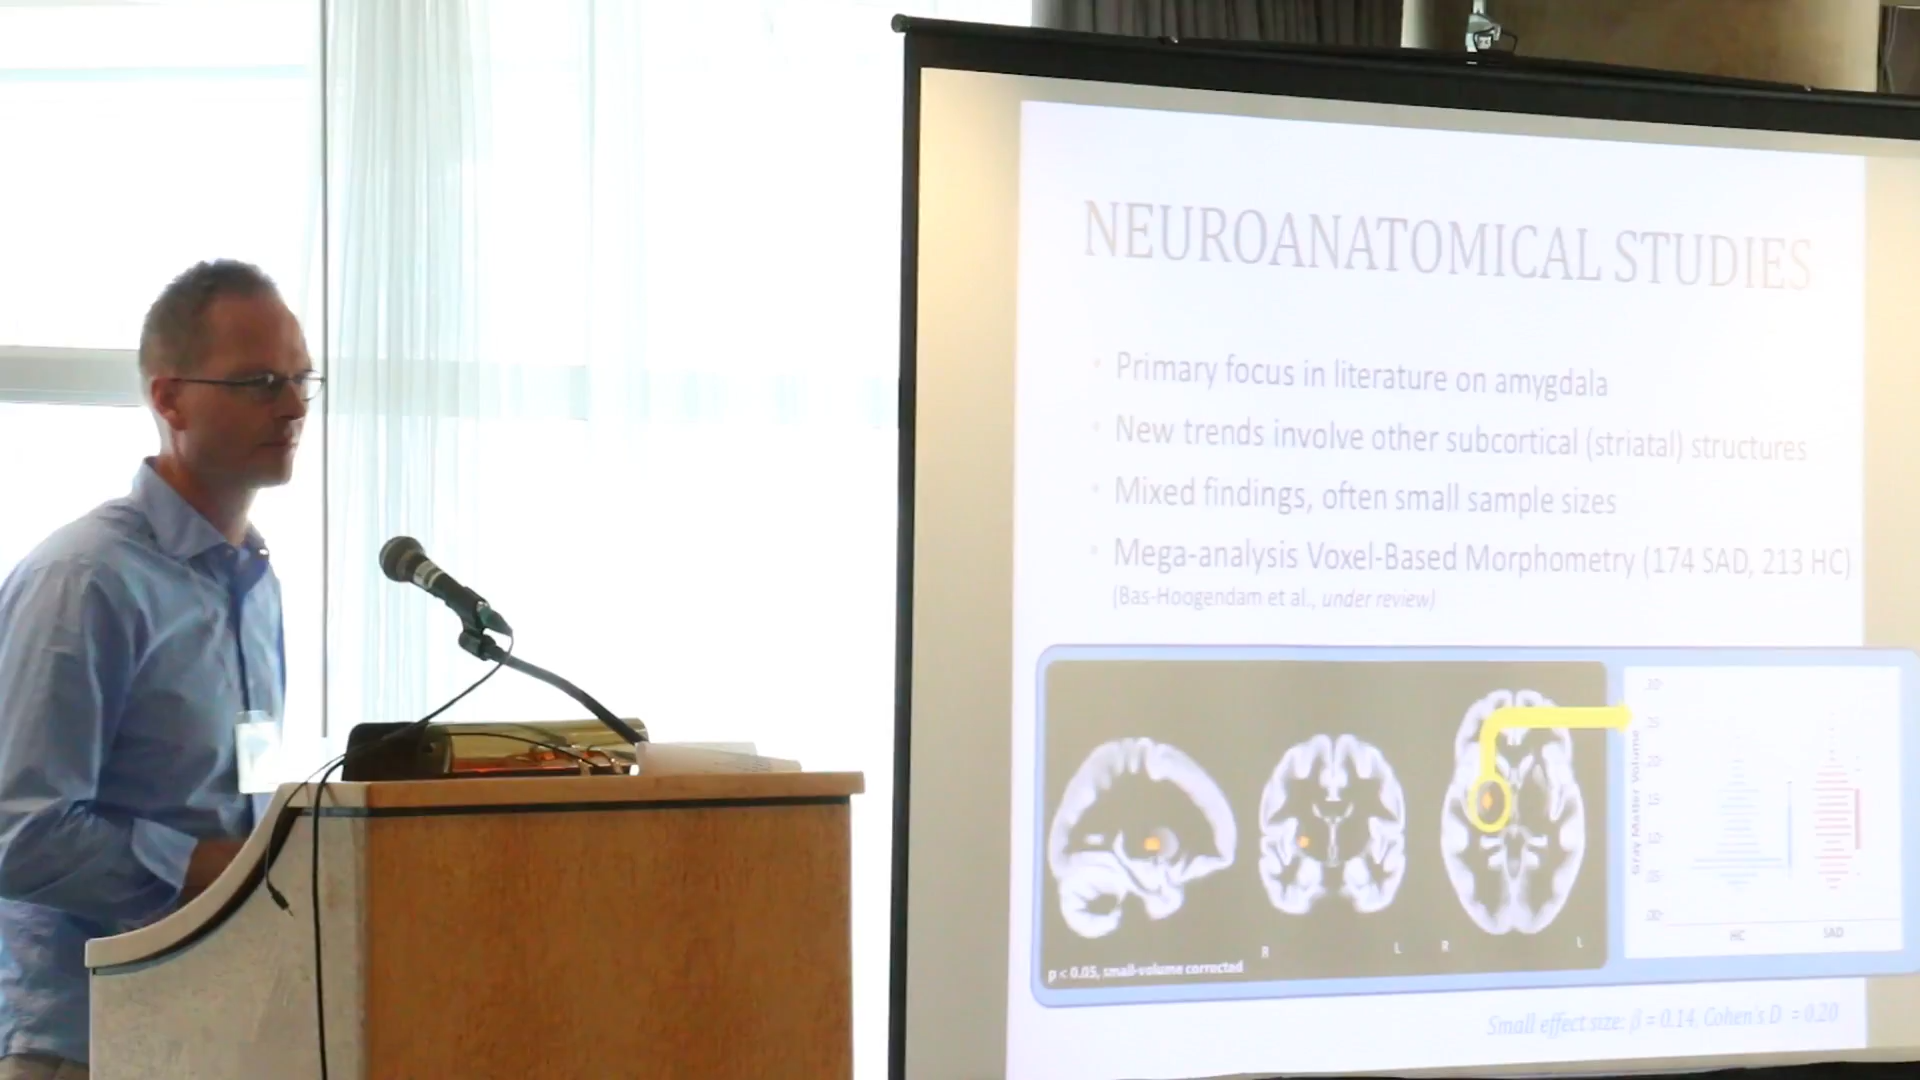 NEUROANATOMICAL STUDIES
• Primary focus in literature on amygdala
• New trends involve other subcortical (striatal) structures
• Mixed findings, often small sample sizes
• Mega-analysis Voxel-Based Morphometry (174 SAD, 213 HC)
(Bas-Hoogendam et al., under review)
R L R L
p < 0.05, small-volume corrected
Gray Matter Volume
HC SAD
Small effect size: β = 0.14, Cohen's D = 0.20